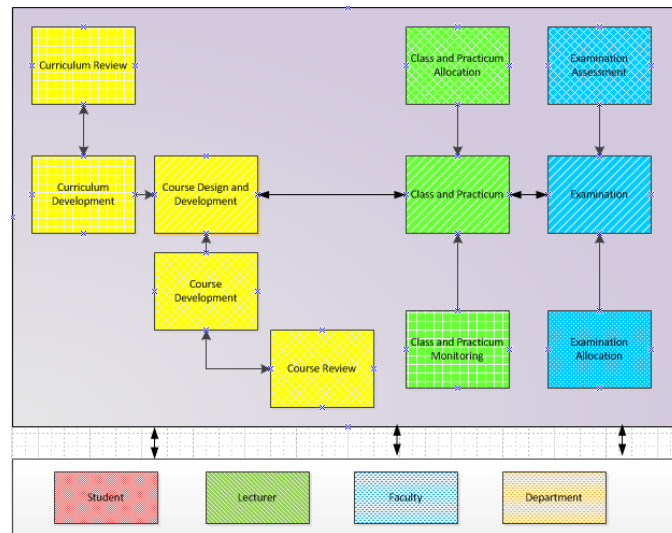 Curriculum Review
Class and Practicum
Allocation
Examination
Assessment
Curriculum
Development
Course Design and
Development
Class and Practicum
Examination
Course
Development
Course Review
Class and Practicum
Monitoring
Examination
Allocation
Student
Lecturer
Faculty
Department